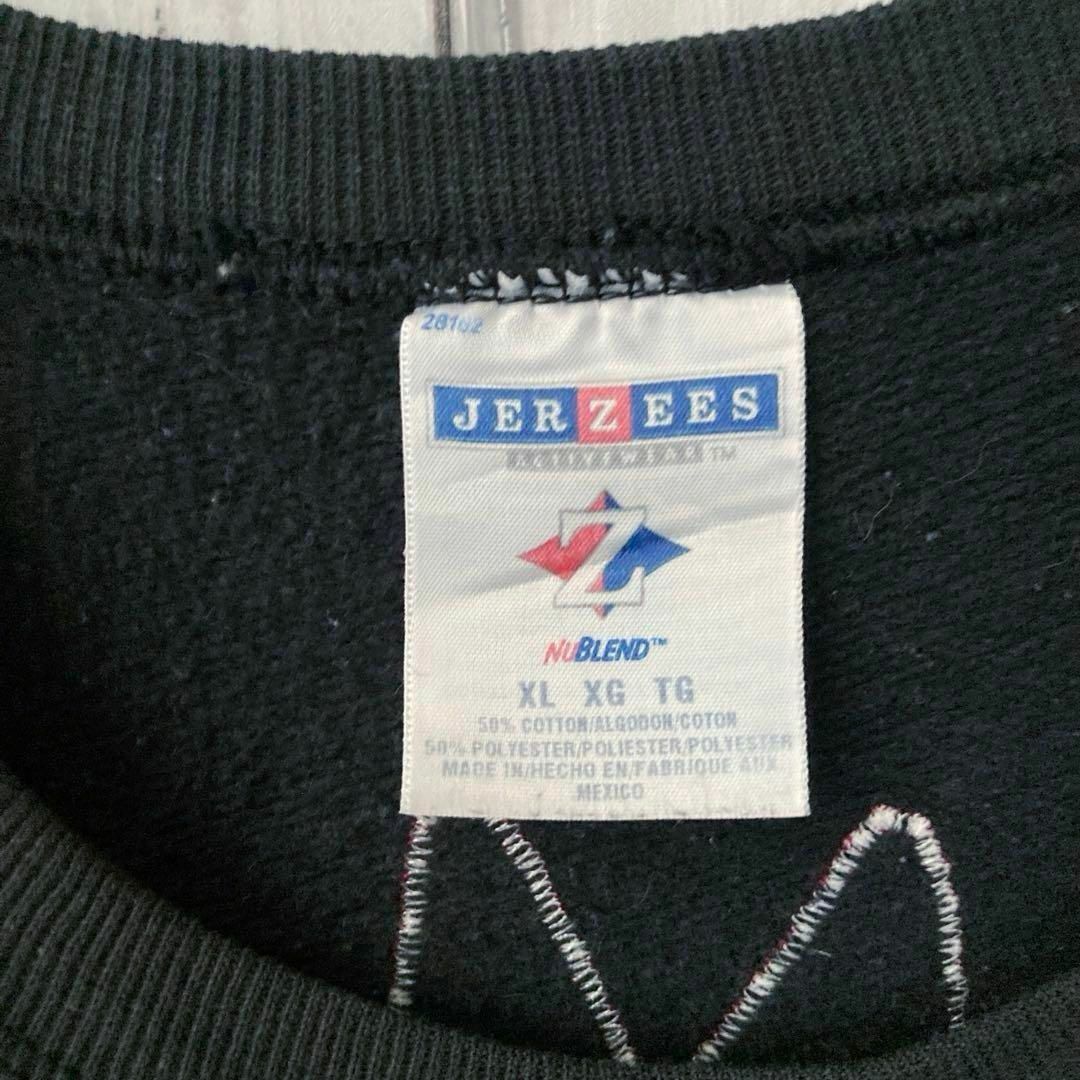 JERZEES
ACTIVEWEAR™
Z
NUBLEND™
XL XG TG
50% COTTON/ALGODON/COTON
50% POLYESTER/POLIESTER/POLYESTER
MADE IN/HECHO EN/FABRIQUE AUX
MEXICO